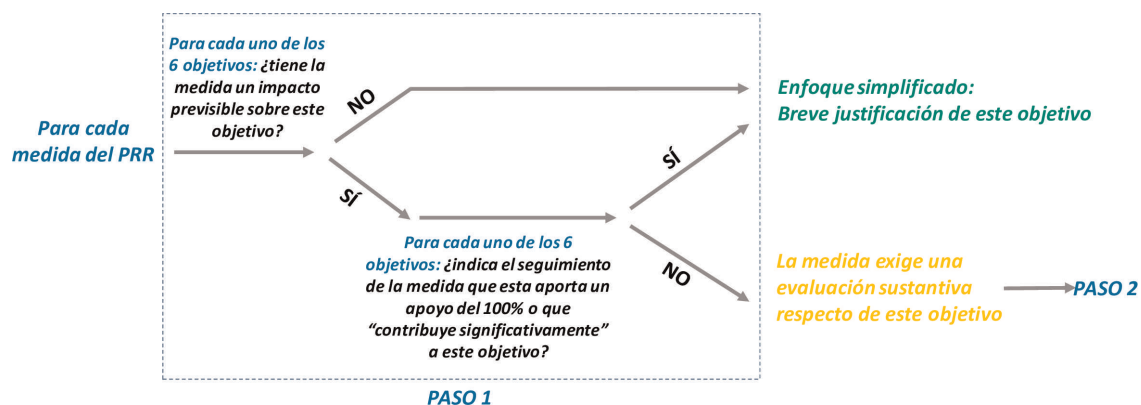 Para cada uno de los
6 objetivos: ¿tiene la
medida un impacto
previsible sobre este
objetivo?
NO
Enfoque simplificado:
Breve justificación de este objetivo
Para cada
medida del PRR
SÍ
SÍ
Para cada uno de los 6
objetivos: ¿indica el seguimiento
de la medida que esta aporta un
apoyo del 100% o que
“contribuye significativamente”
a este objetivo?
NO
La medida exige una
evaluación sustantiva
respecto de este objetivo
PASO 2
PASO 1